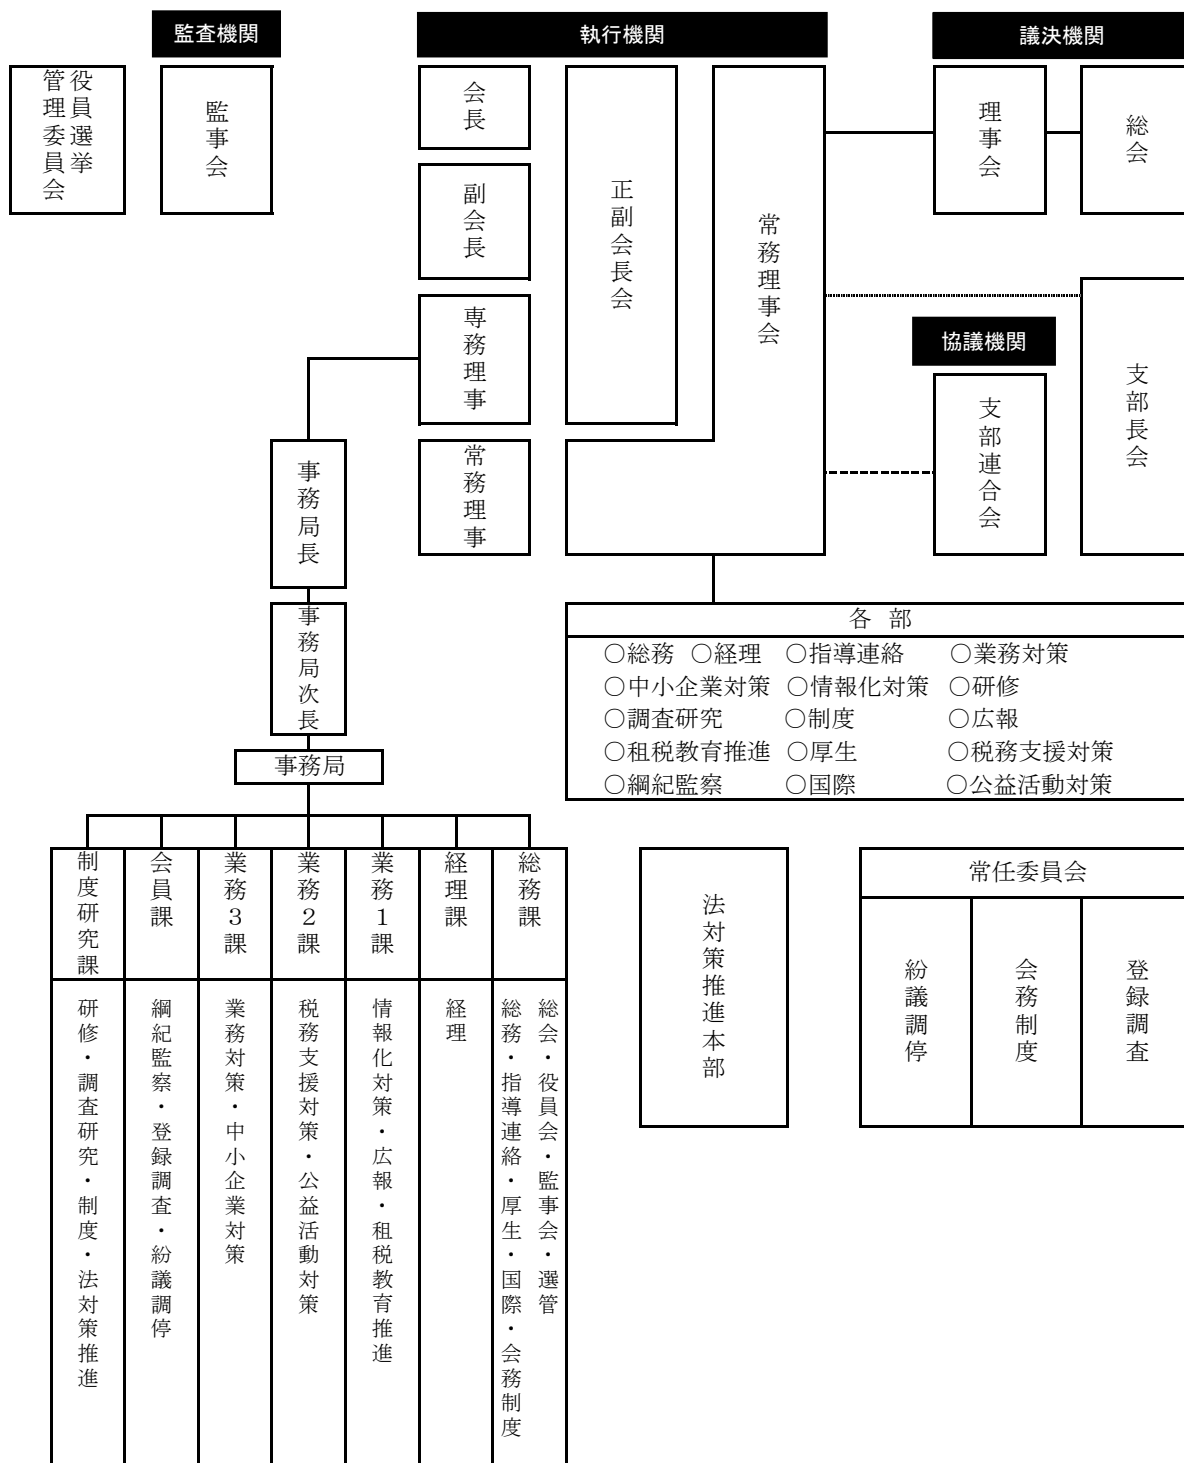 監査機関
執行機関
議決機関
役員選挙
管理委員会
監事会
会長
副会長
専務理事
常務理事
正副会長会
常務理事会
理事会
総会
協議機関
支部連合会
支部長会
事務局長
事務局次長
事務局
各 部
○総務 ○経理 ○指導連絡 ○業務対策
○中小企業対策 ○情報化対策 ○研修
○調査研究 ○制度 ○広報
○租税教育推進 ○厚生 ○税務支援対策
○綱紀監察 ○国際 ○公益活動対策
制度研究課
会員課
業務3課
業務2課
業務1課
経理課
総務課
研修・調査研究・制度・法対策推進
綱紀監察・登録調査・紛議調停
業務対策・中小企業対策
税務支援対策・公益活動対策
情報化対策・広報・租税教育推進
経理
総会・役員会・監事会・選管
総務・指導連絡・厚生・国際・会務制度
法対策推進本部
常任委員会
紛議調停
会務制度
登録調査